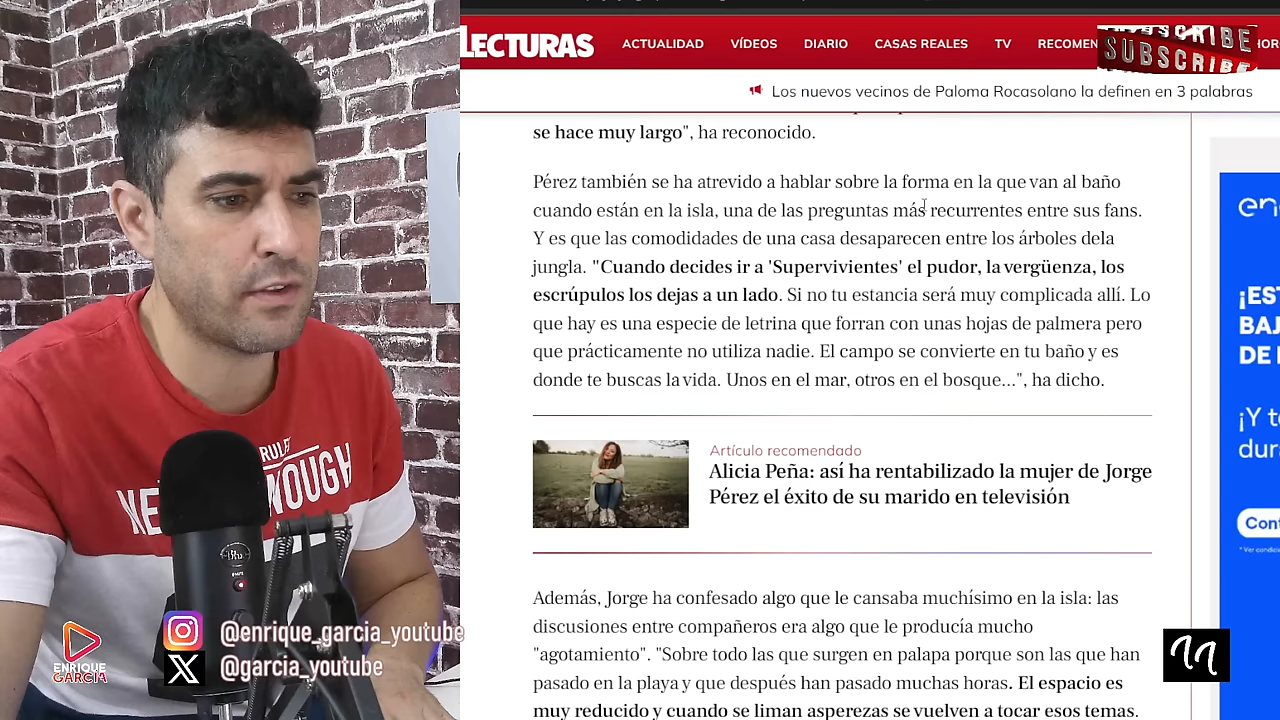 LECTURAS
ACTUALIDAD VÍDEOS DIARIO CASAS REALES TV RECOMEN
SUBSCRIBE
Los nuevos vecinos de Paloma Rocasolano la definen en 3 palabras
se hace muy largo", ha reconocido.
Pérez también se ha atrevido a hablar sobre la forma en la que van al baño
cuando están en la isla, una de las preguntas más recurrentes entre sus fans.
Y es que las comodidades de una casa desaparecen entre los árboles dela
jungla. "Cuando decides ir a 'Supervivientes' el pudor, la vergüenza, los
escrúpulos los dejas a un lado. Si no tu estancia será muy complicada allí. Lo
que hay es una especie de letrina que forran con unas hojas de palmera pero
que prácticamente no utiliza nadie. El campo se convierte en tu baño y es
donde te buscas la vida. Unos en el mar, otros en el bosque...", ha dicho.
Artículo recomendado
Alicia Peña: así ha rentabilizado la mujer de Jorge
Pérez el éxito de su marido en televisión
Además, Jorge ha confesado algo que le cansaba muchísimo en la isla: las
discusiones entre compañeros era algo que le producía mucho
"agotamiento". "Sobre todo las que surgen en palapa porque son las que han
pasado en la playa y que después han pasado muchas horas. El espacio es
muy reducido y cuando se liman asperezas se vuelven a tocar esos temas.
¡EST
BAJ
DE
¡Y t
dura
Cont
RULE
NOUGH
blue
@enrique_garcia_youtube
@garcia_youtube
ENRIQUE
GARCIA